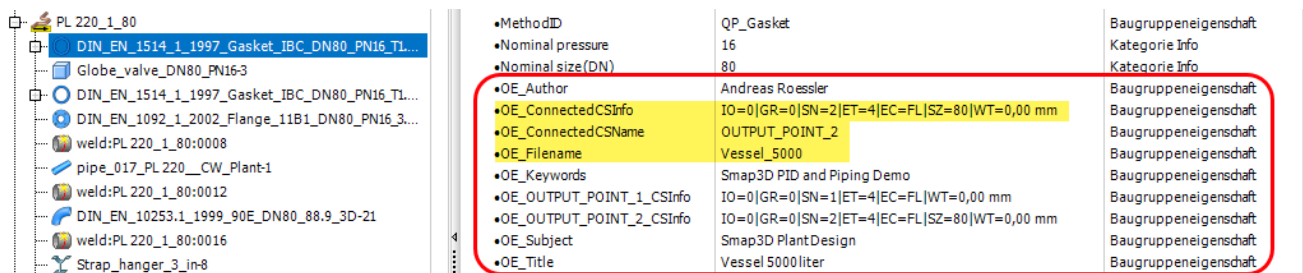 PL 220_1_80
DIN_EN_1514_1_1997_Gasket_IBC_DN80_PN16_T1....
Globe_valve_DN80_PN16-3
DIN_EN_1514_1_1997_Gasket_IBC_DN80_PN16_T1....
DIN_EN_1092_1_2002_Flange_11B1_DN80_PN16_3....
weld:PL 220_1_80:0008
pipe_017_PL 220__CW_Plant-1
weld:PL 220_1_80:0012
DIN_EN_10253.1_1999_90E_DN80_88.9_3D-21
weld:PL 220_1_80:0016
Strap_hanger_3_in-8
•MethodID QP_Gasket Baugruppeneigenschaft
•Nominal pressure 16 Kategorie Info
•Nominal size(DN) 80 Kategorie Info
•OE_Author Andreas Roessler Baugruppeneigenschaft
•OE_ConnectedCSInfo IO=0|GR=0|SN=2|ET=4|EC=FL|SZ=80|WT=0,00 mm Baugruppeneigenschaft
•OE_ConnectedCSName OUTPUT_POINT_2 Baugruppeneigenschaft
•OE_Filename Vessel_5000 Baugruppeneigenschaft
•OE_Keywords Smap3D PID and Piping Demo Baugruppeneigenschaft
•OE_OUTPUT_POINT_1_CSInfo IO=0|GR=0|SN=1|ET=4|EC=FL|WT=0,00 mm Baugruppeneigenschaft
•OE_OUTPUT_POINT_2_CSInfo IO=0|GR=0|SN=2|ET=4|EC=FL|SZ=80|WT=0,00 mm Baugruppeneigenschaft
•OE_Subject Smap3D PlantDesign Baugruppeneigenschaft
•OE_Title Vessel 5000liter Baugruppeneigenschaft